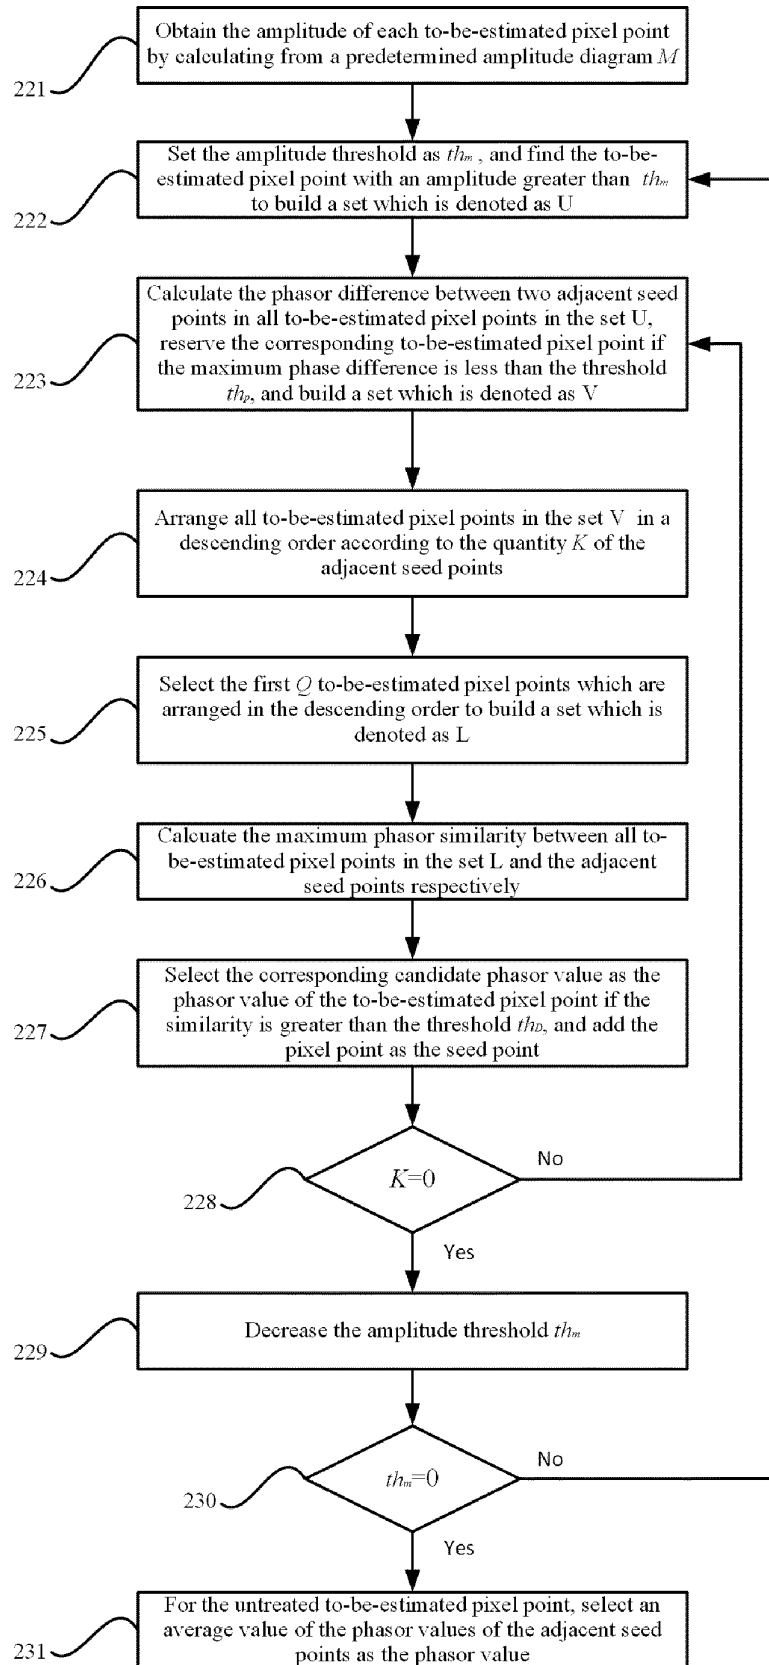 Obtain the amplitude of each to-be-estimated pixel point
by calculating from a predetermined amplitude diagram M
221
Set the amplitude threshold as thm , and find the to-be-
estimated pixel point with an amplitude greater than thm
to build a set which is denoted as U
222
Calculate the phasor difference between two adjacent seed
points in all to-be-estimated pixel points in the set U,
reserve the corresponding to-be-estimated pixel point if
the maximum phase difference is less than the threshold
thp, and build a set which is denoted as V
223
Arrange all to-be-estimated pixel points in the set V in a
descending order according to the quantity K of the
adjacent seed points
224
Select the first Q to-be-estimated pixel points which are
arranged in the descending order to build a set which is
denoted as L
225
Calcuate the maximum phasor similarity between all to-
be-estimated pixel points in the set L and the adjacent
seed points respectively
226
Select the corresponding candidate phasor value as the
phasor value of the to-be-estimated pixel point if the
similarity is greater than the threshold thD, and add the
pixel point as the seed point
227
K=0
No
228
Yes
Decrease the amplitude threshold thm
229
thm=0
No
230
Yes
For the untreated to-be-estimated pixel point, select an
average value of the phasor values of the adjacent seed
points as the phasor value
231